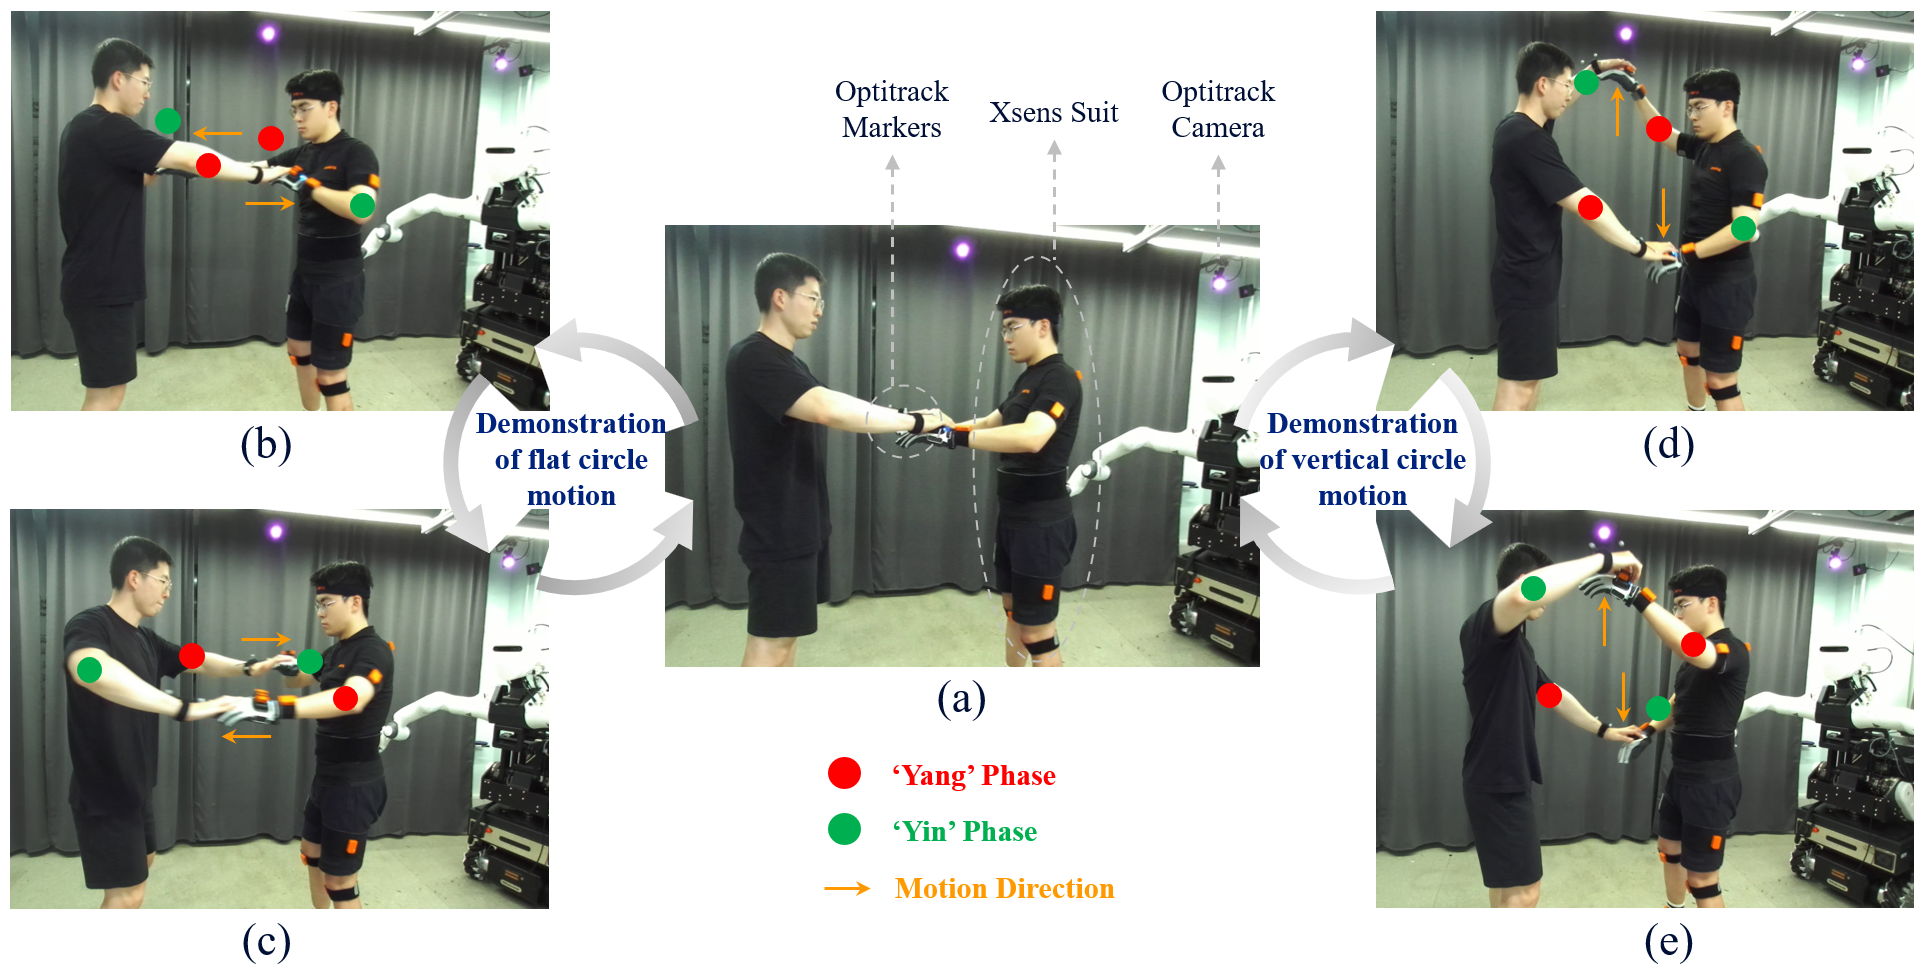 Optitrack
Markers
Xsens Suit
Optitrack
Camera
(b)
(d)
Demonstration
of flat circle
motion
Demonstration
of vertical circle
motion
(a)
‘Yang’ Phase
‘Yin’ Phase
Motion Direction
(c)
(e)